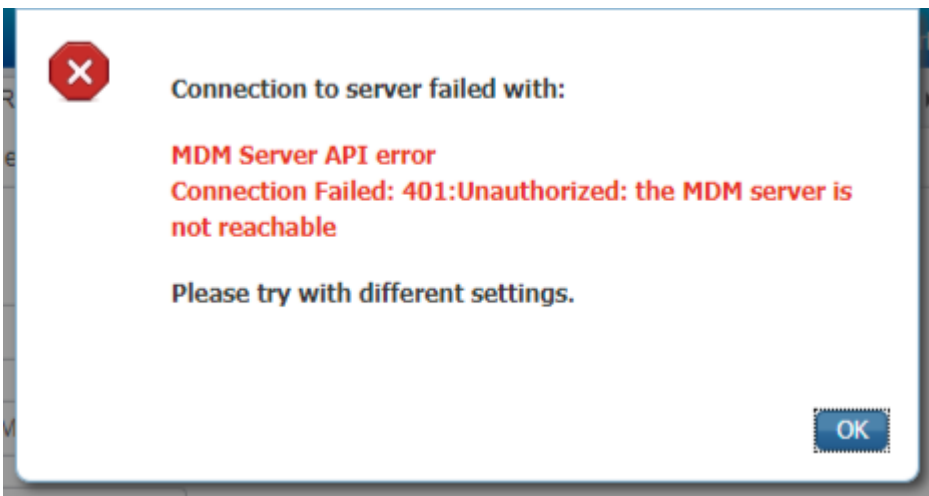 Connection to server failed with:
MDM Server API error
Connection Failed: 401:Unauthorized: the MDM server is
not reachable
Please try with different settings.
OK